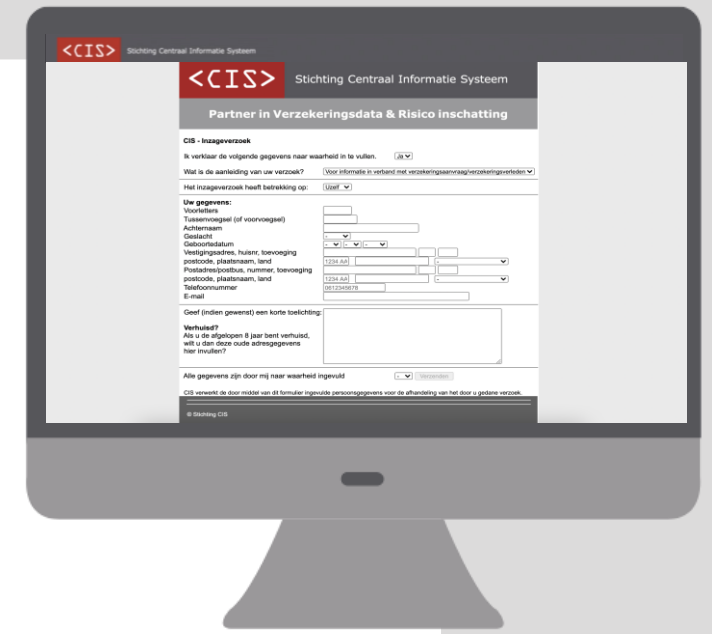 <CIS> Stichting Centraal Informatie Systeem
<CIS> Stichting Centraal Informatie Systeem
Partner in Verzekeringsdata & Risico inschatting
CIS - Inzageverzoek
Ik verklaar de volgende gegevens naar waarheid in te vullen. Ja
Wat is de aanleiding van uw verzoek? Voor informatie in verband met verzekeringsaanvraag/verzekeringsverleden
Het inzageverzoek heeft betrekking op: Uzelf
Uw gegevens:
Voorletters
Tussenvoegsel (of voorvoegsel)
Achternaam
Geslacht -
Geboortedatum - - -
Vestigingsadres, huisnr, toevoeging
postcode, plaatsnaam, land 1234 AA -
Postadres/postbus, nummer, toevoeging
postcode, plaatsnaam, land 1234 AA -
Telefoonnummer 0612345678
E-mail
Geef (indien gewenst) een korte toelichting:
Verhuisd?
Als u de afgelopen 8 jaar bent verhuisd,
wilt u dan deze oude adresgegevens
hier invullen?
Alle gegevens zijn door mij naar waarheid ingevuld - Verzenden
CIS verwerkt de door middel van dit formulier ingevulde persoonsgegevens voor de afhandeling van het door u gedane verzoek.
© Stichting CIS